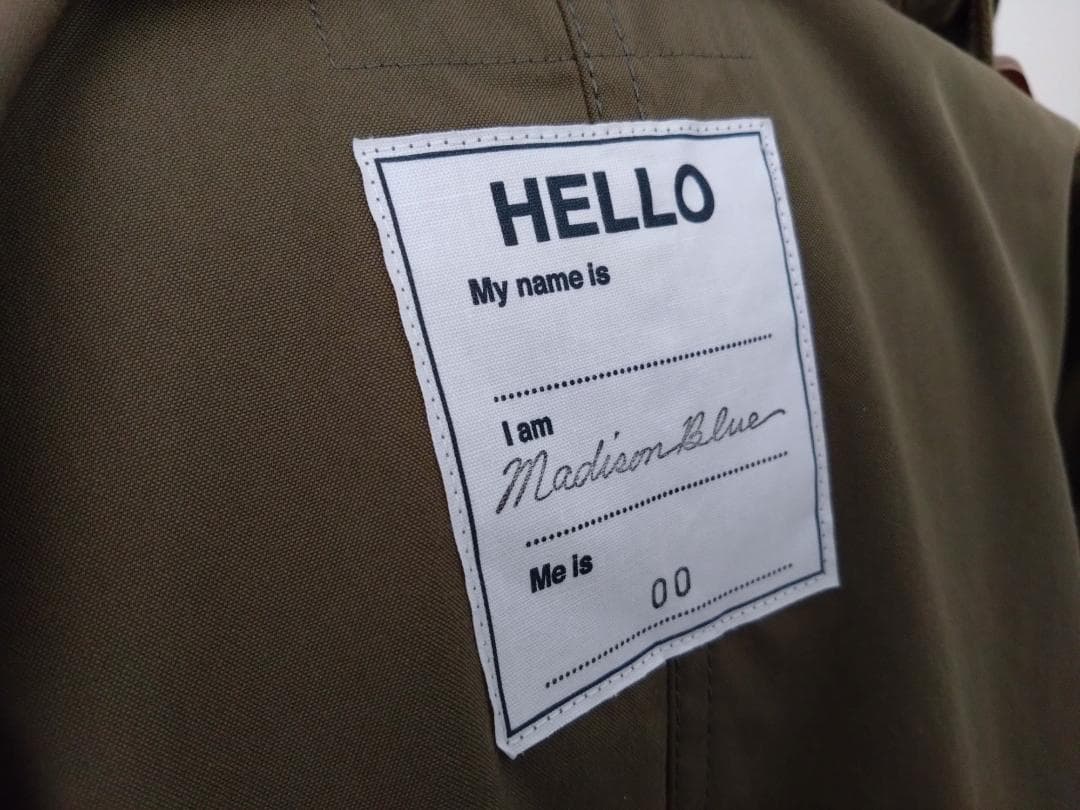 HELLO
My name is
I am
Madison Blue
Me is
00